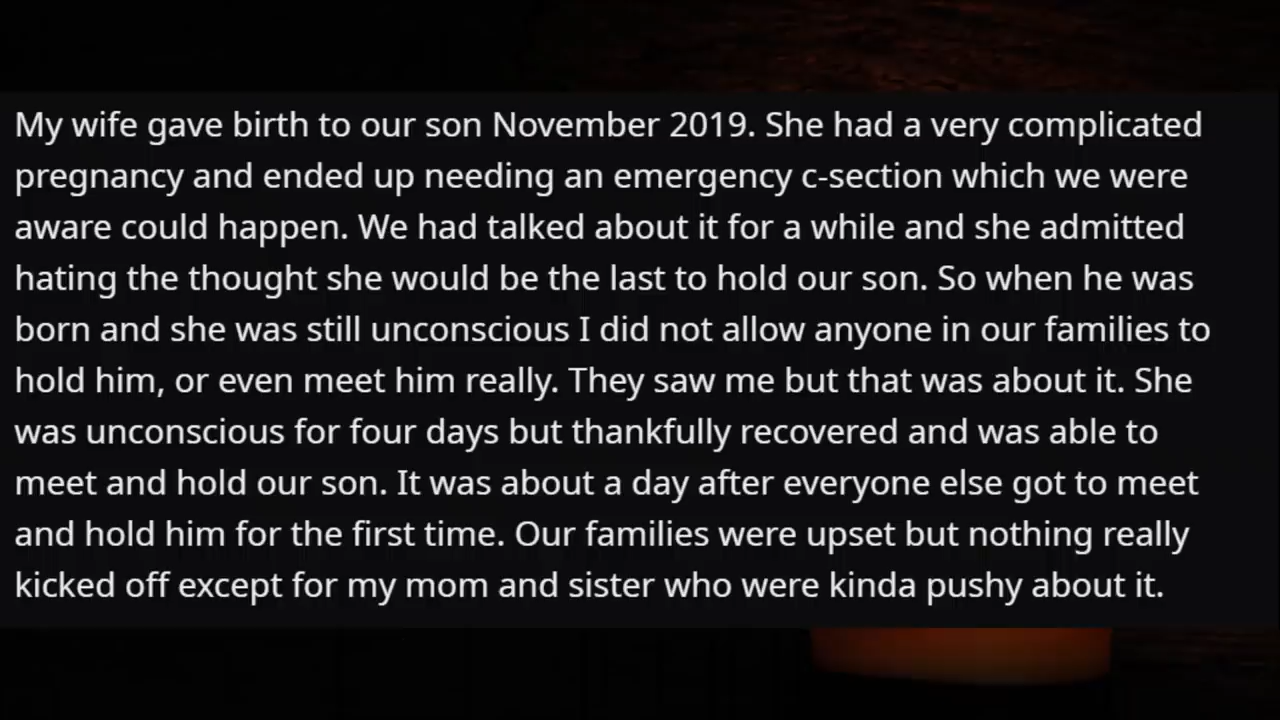 My wife gave birth to our son November 2019. She had a very complicated
pregnancy and ended up needing an emergency c-section which we were
aware could happen. We had talked about it for a while and she admitted
hating the thought she would be the last to hold our son. So when he was
born and she was still unconscious I did not allow anyone in our families to
hold him, or even meet him really. They saw me but that was about it. She
was unconscious for four days but thankfully recovered and was able to
meet and hold our son. It was about a day after everyone else got to meet
and hold him for the first time. Our families were upset but nothing really
kicked off except for my mom and sister who were kinda pushy about it.